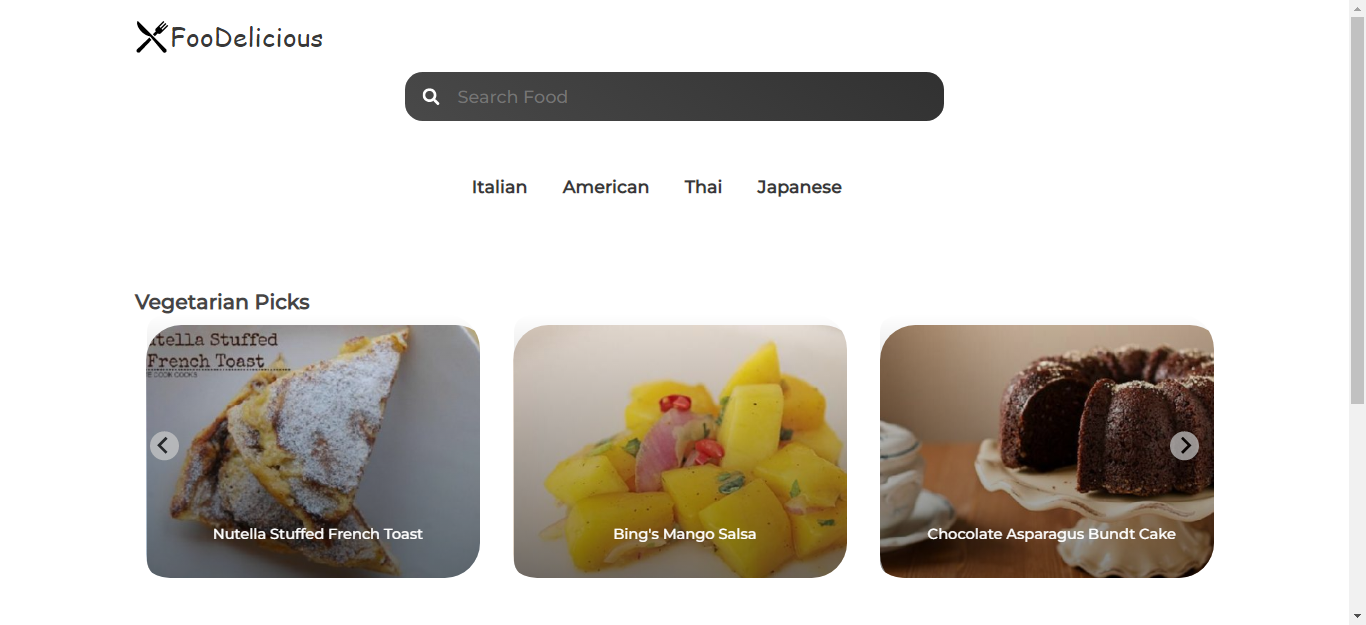 FooDelicious
Search Food
Italian American Thai Japanese
Vegetarian Picks
utella Stuffed
French Toast
Nutella Stuffed French Toast
Bing's Mango Salsa
Chocolate Asparagus Bundt Cake